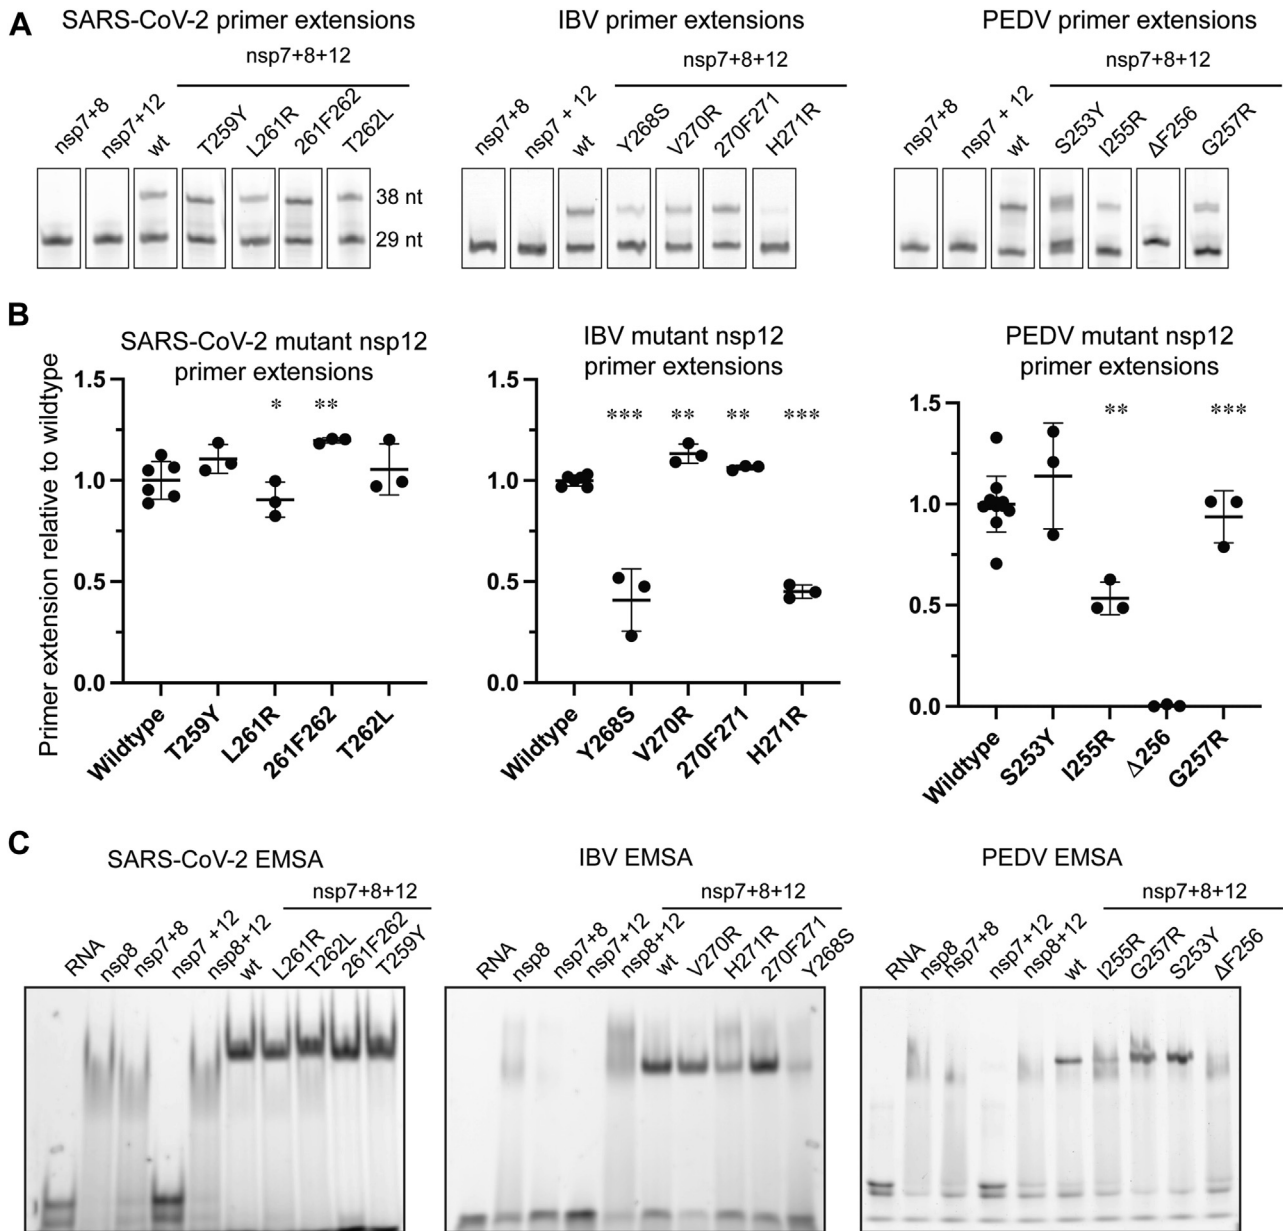 A
SARS-CoV-2 primer extensions
nsp7+8+12
nsp7+8
nsp7+12
wt
T259Y
L261R
261F262
T262L
38 nt
29 nt
IBV primer extensions
nsp7+8+12
nsp7+8
nsp7 + 12
wt
Y268S
V270R
270F271
H271R
PEDV primer extensions
nsp7+8+12
nsp7+8
nsp7 + 12
wt
S253Y
I255R
ΔF256
G257R
B
Primer extension relative to wildtype
SARS-CoV-2 mutant nsp12
primer extensions
1.5
1.0
0.5
0.0
* **
Wildtype
T259Y
L261R
261F262
T262L
IBV mutant nsp12
primer extensions
1.5
1.0
0.5
0.0
*** ** ** ***
Wildtype
Y268S
V270R
270F271
H271R
PEDV mutant nsp12
primer extensions
1.5
1.0
0.5
0.0
** ***
Wildtype
S253Y
I255R
Δ256
G257R
C
SARS-CoV-2 EMSA
nsp7+8+12
RNA
nsp8
nsp7+8
nsp7 +12
nsp8+12
wt
L261R
T262L
261F262
T259Y
IBV EMSA
nsp7+8+12
RNA
nsp8
nsp7+8
nsp7+12
nsp8+12
wt
V270R
H271R
270F271
Y268S
PEDV EMSA
nsp7+8+12
RNA
nsp8
nsp7+8
nsp7+12
nsp8+12
wt
I255R
G257R
S253Y
ΔF256